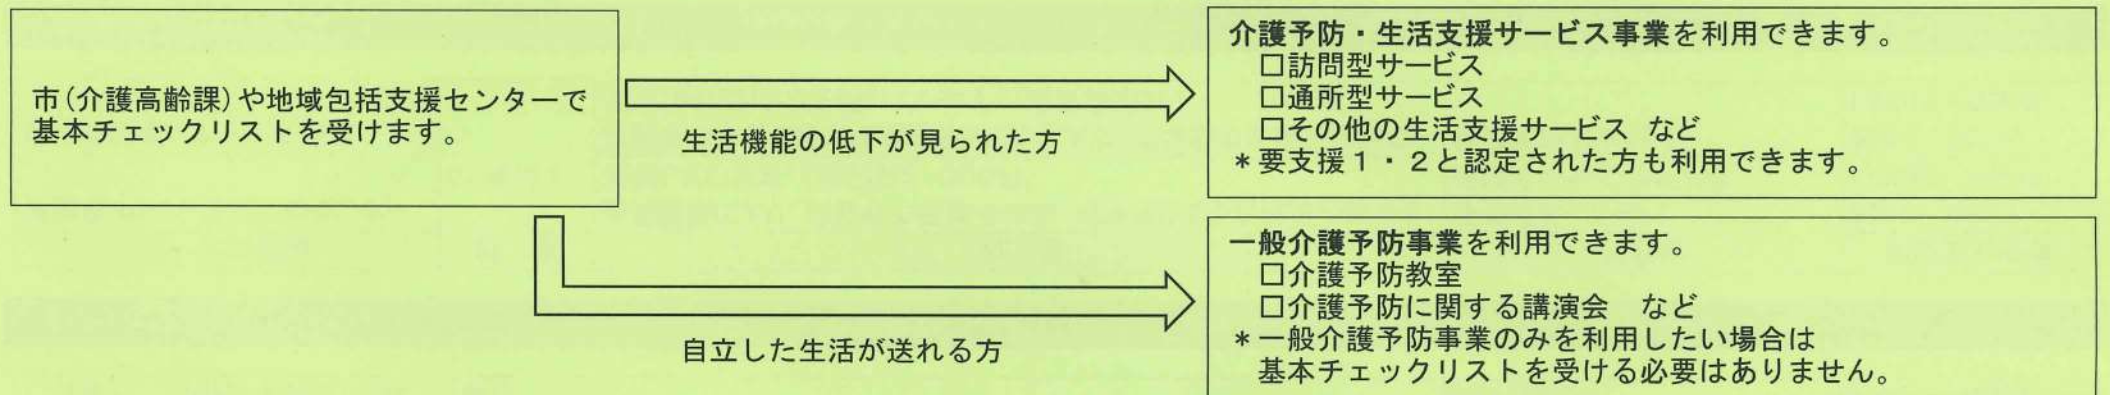 市(介護高齢課)や地域包括支援センターで
基本チェックリストを受けます。
生活機能の低下が見られた方
介護予防・生活支援サービス事業を利用できます。
□訪問型サービス
□通所型サービス
□その他の生活支援サービス など
*要支援1・2と認定された方も利用できます。
自立した生活が送れる方
一般介護予防事業を利用できます。
□介護予防教室
□介護予防に関する講演会 など
*一般介護予防事業のみを利用したい場合は
基本チェックリストを受ける必要はありません。